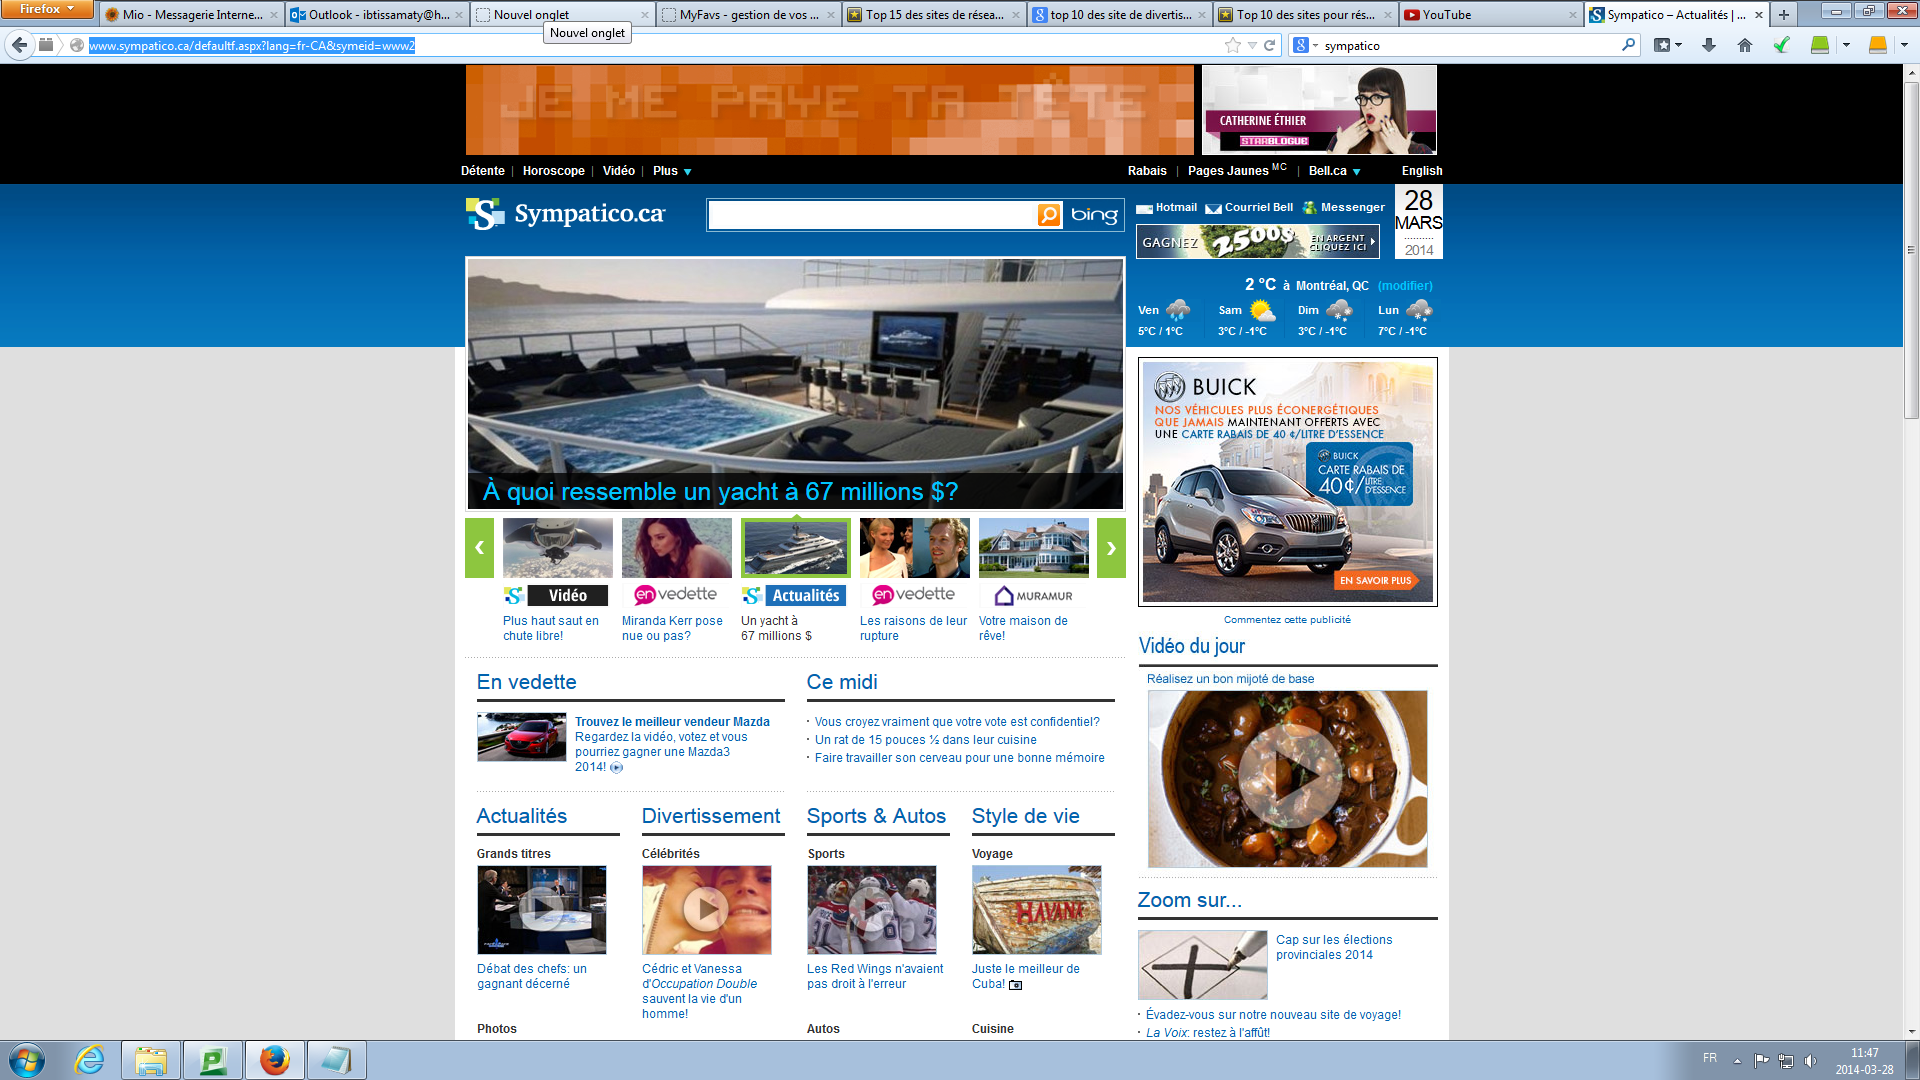 Firefox
Mio - Messagerie Interne...
Outlook - ibtissamaty@h...
Nouvel onglet
MyFavs - gestion de vos ...
Top 15 des sites de résea...
top 10 des site de divertis...
Top 10 des sites pour rés...
YouTube
Sympatico – Actualités | ...
Nouvel onglet
www.sympatico.ca/defaultf.aspx?lang=fr-CA&symeid=www2
sympatico
JE ME PAYE TA TÊTE
CATHERINE ÉTHIER
STARBLOGUE
Détente | Horoscope | Vidéo | Plus
Rabais | Pages Jaunes MC | Bell.ca
English
Sympatico.ca
bing
Hotmail
Courriel Bell
Messenger
28
MARS
2014
GAGNEZ 2500$ EN ARGENT
CLIQUEZ ICI
2 °C à Montréal, QC (modifier)
Ven
Sam
Dim
Lun
5°C / 1°C
3°C / -1°C
3°C / -1°C
7°C / -1°C
À quoi ressemble un yacht à 67 millions $?
Vidéo
en vedette
Actualités
en vedette
MURAMUR
Plus haut saut en
chute libre!
Miranda Kerr pose
nue ou pas?
Un yacht à
67 millions $
Les raisons de leur
rupture
Votre maison de
rêve!
BUICK
NOS VÉHICULES PLUS ÉCONERGÉTIQUES
QUE JAMAIS MAINTENANT OFFERTS AVEC
UNE CARTE RABAIS DE 40 ¢/LITRE D'ESSENCE
BUICK
CARTE RABAIS DE
40¢/LITRE D'ESSENCE
EN SAVOIR PLUS
Commentez cette publicité
En vedette
Trouvez le meilleur vendeur Mazda
Regardez la vidéo, votez et vous
pourriez gagner une Mazda3
2014!
Ce midi
· Vous croyez vraiment que votre vote est confidentiel?
· Un rat de 15 pouces ½ dans leur cuisine
· Faire travailler son cerveau pour une bonne mémoire
Vidéo du jour
Réalisez un bon mijoté de base
Actualités
Grands titres
Débat des chefs: un
gagnant décerné
Photos
Divertissement
Célébrités
Cédric et Vanessa
d'Occupation Double
sauvent la vie d'un
homme!
Sports & Autos
Sports
Les Red Wings n'avaient
pas droit à l'erreur
Autos
Style de vie
Voyage
HAVANA
Juste le meilleur de
Cuba!
Cuisine
Zoom sur...
Cap sur les élections
provinciales 2014
· Évadez-vous sur notre nouveau site de voyage!
· La Voix: restez à l'affût!
FR
11:47
2014-03-28